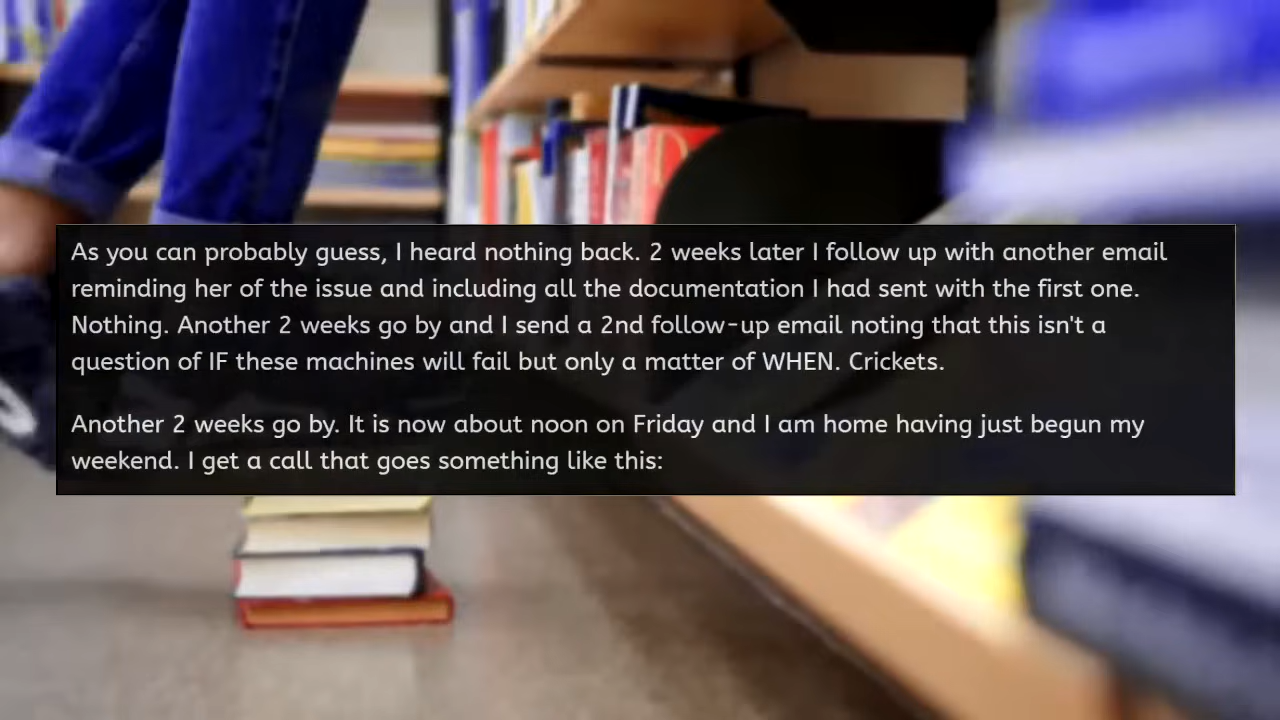 As you can probably guess, I heard nothing back. 2 weeks later I follow up with another email
reminding her of the issue and including all the documentation I had sent with the first one.
Nothing. Another 2 weeks go by and I send a 2nd follow-up email noting that this isn't a
question of IF these machines will fail but only a matter of WHEN. Crickets.
Another 2 weeks go by. It is now about noon on Friday and I am home having just begun my
weekend. I get a call that goes something like this: